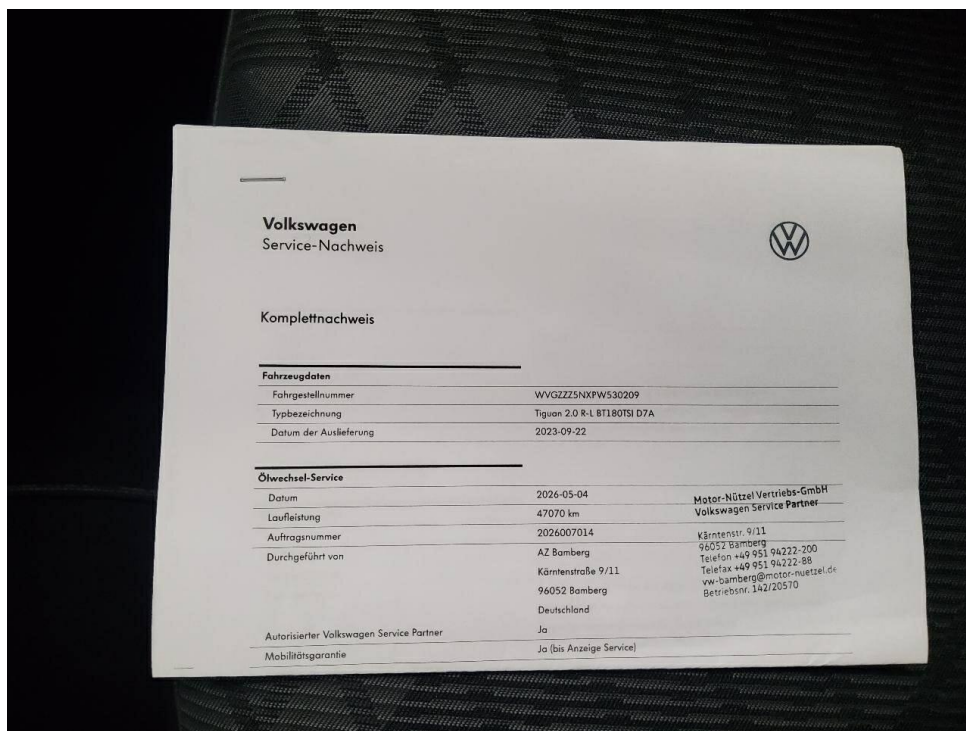 Volkswagen
Service-Nachweis
Komplettnachweis
Fahrzeugdaten
Fahrgestellnummer WVGZZZ5NXPW530209
Typbezeichnung Tiguan 2.0 R-L BT180TSI D7A
Datum der Auslieferung 2023-09-22
Ölwechsel-Service
Datum 2026-05-04
Laufleistung 47070 km
Auftragsnummer 2026007014
Durchgeführt von AZ Bamberg
Kärntenstraße 9/11
96052 Bamberg
Deutschland
Motor-Nützel Vertriebs-GmbH
Volkswagen Service Partner
Kärntenstr. 9/11
96052 Bamberg
Telefon +49 951 94222-200
Telefax +49 951 94222-88
vw-bamberg@motor-nuetzel.de
Betriebsnr. 142/20570
Autorisierter Volkswagen Service Partner Ja
Mobilitätsgarantie Ja (bis Anzeige Service)